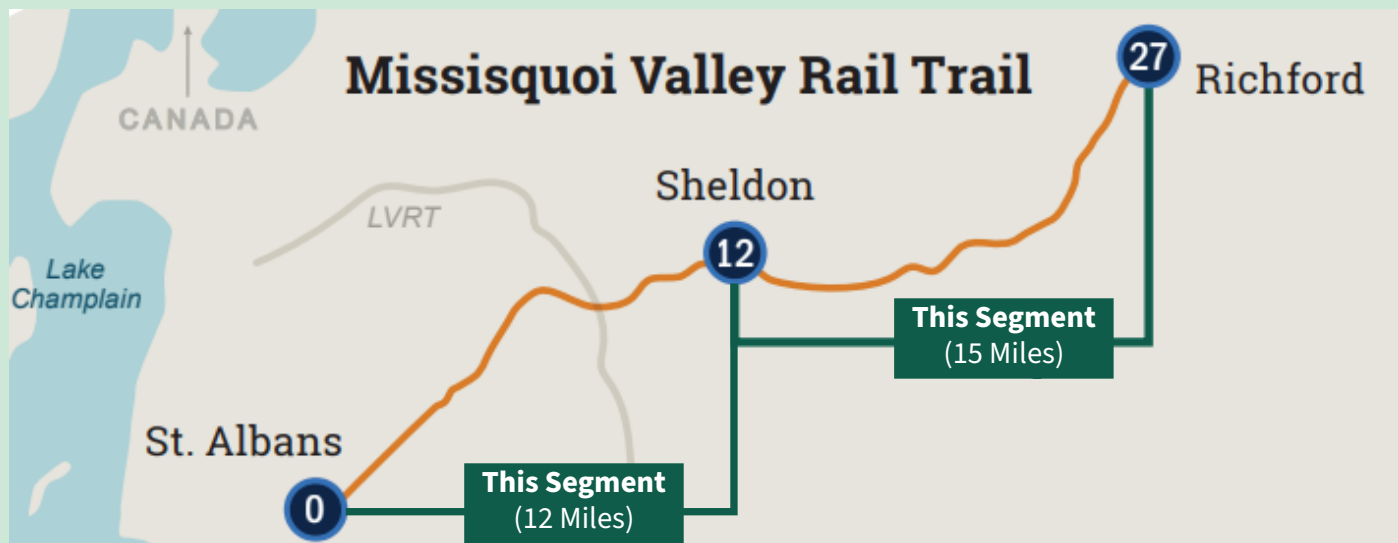 Missisquoi Valley Rail Trail
27
Richford
CANADA
Sheldon
LVRT
12
Lake
Champlain
This Segment
(15 Miles)
St. Albans
0
This Segment
(12 Miles)